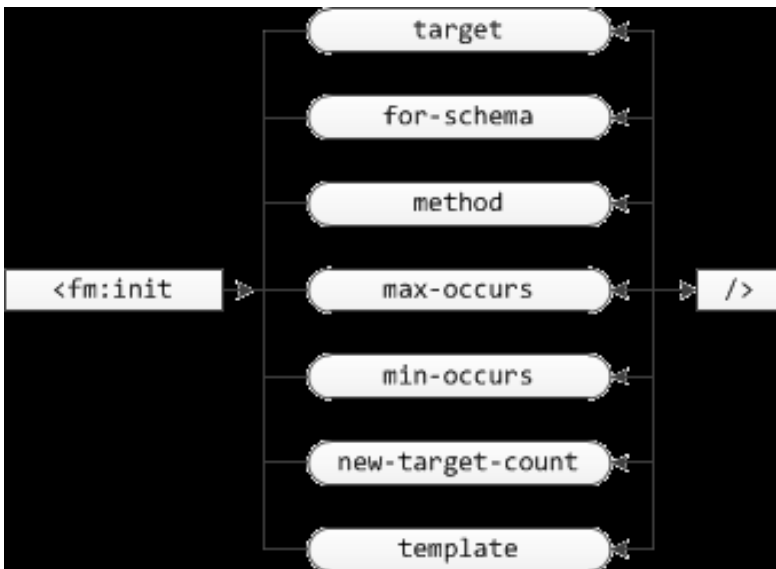 target
for-schema
method
<fm:init
max-occurs
/>
min-occurs
new-target-count
template